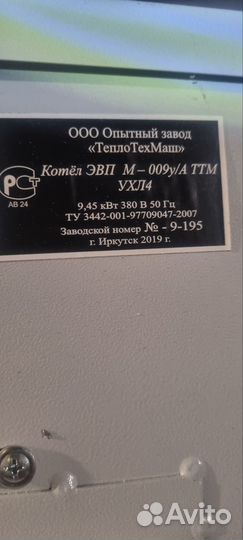 ООО Опытный завод
«ТеплоТехМаш»
Котёл ЭВП М – 009у/А ТТМ
УХЛ4
РСТ
АВ 24
9,45 кВт 380 В 50 Гц
ТУ 3442-001-97709047-2007
Заводской номер № - 9-195
г. Иркутск 2019 г.
Avito